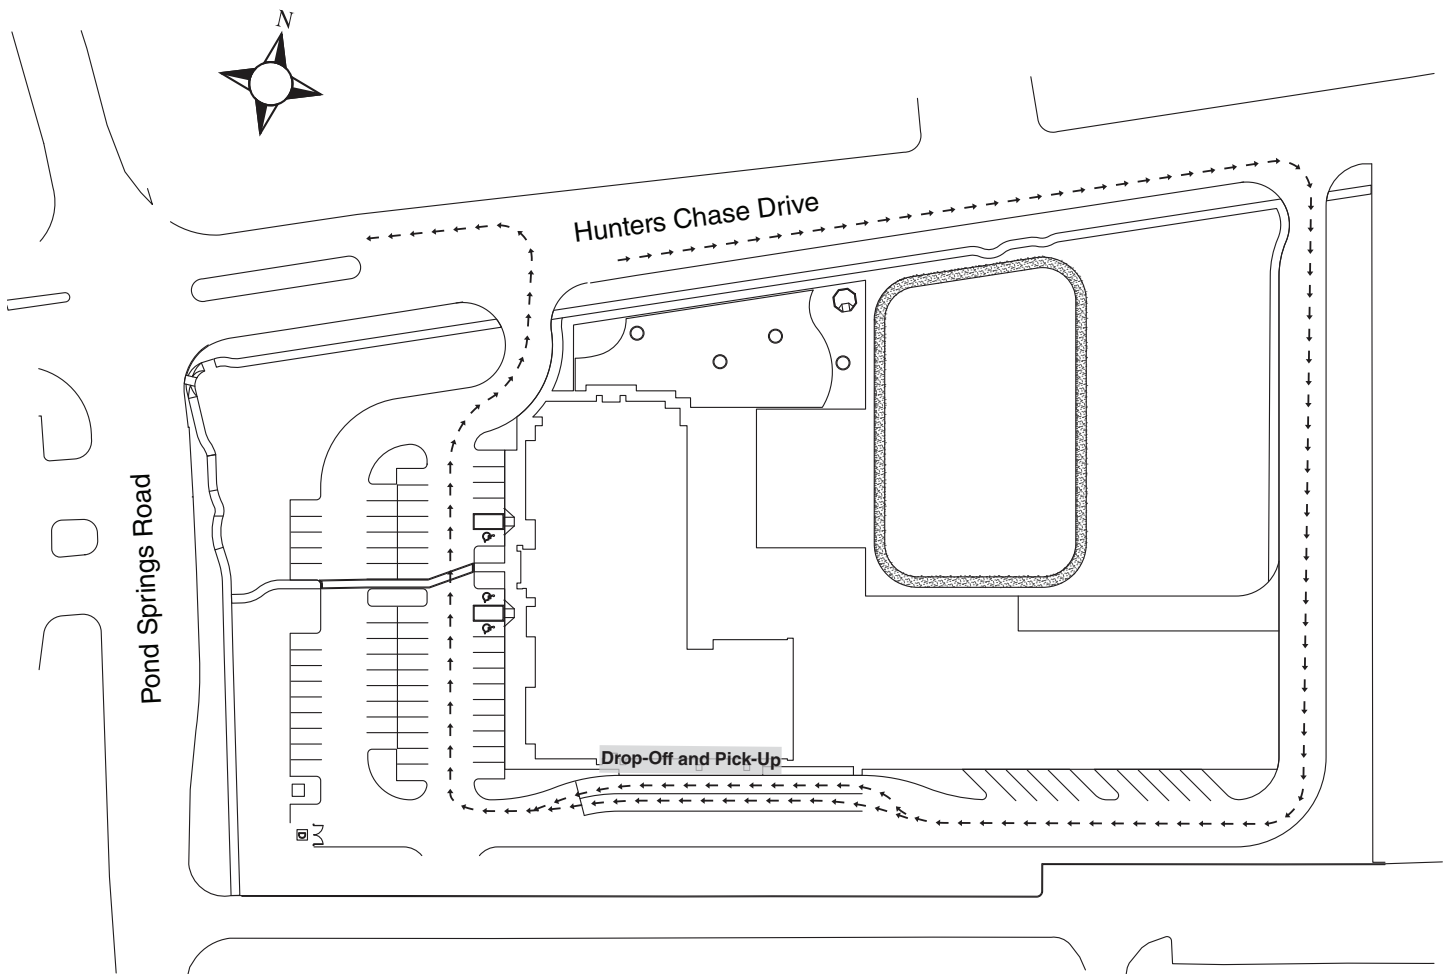 N
Hunters Chase Drive
Pond Springs Road
Drop-Off and Pick-Up
D